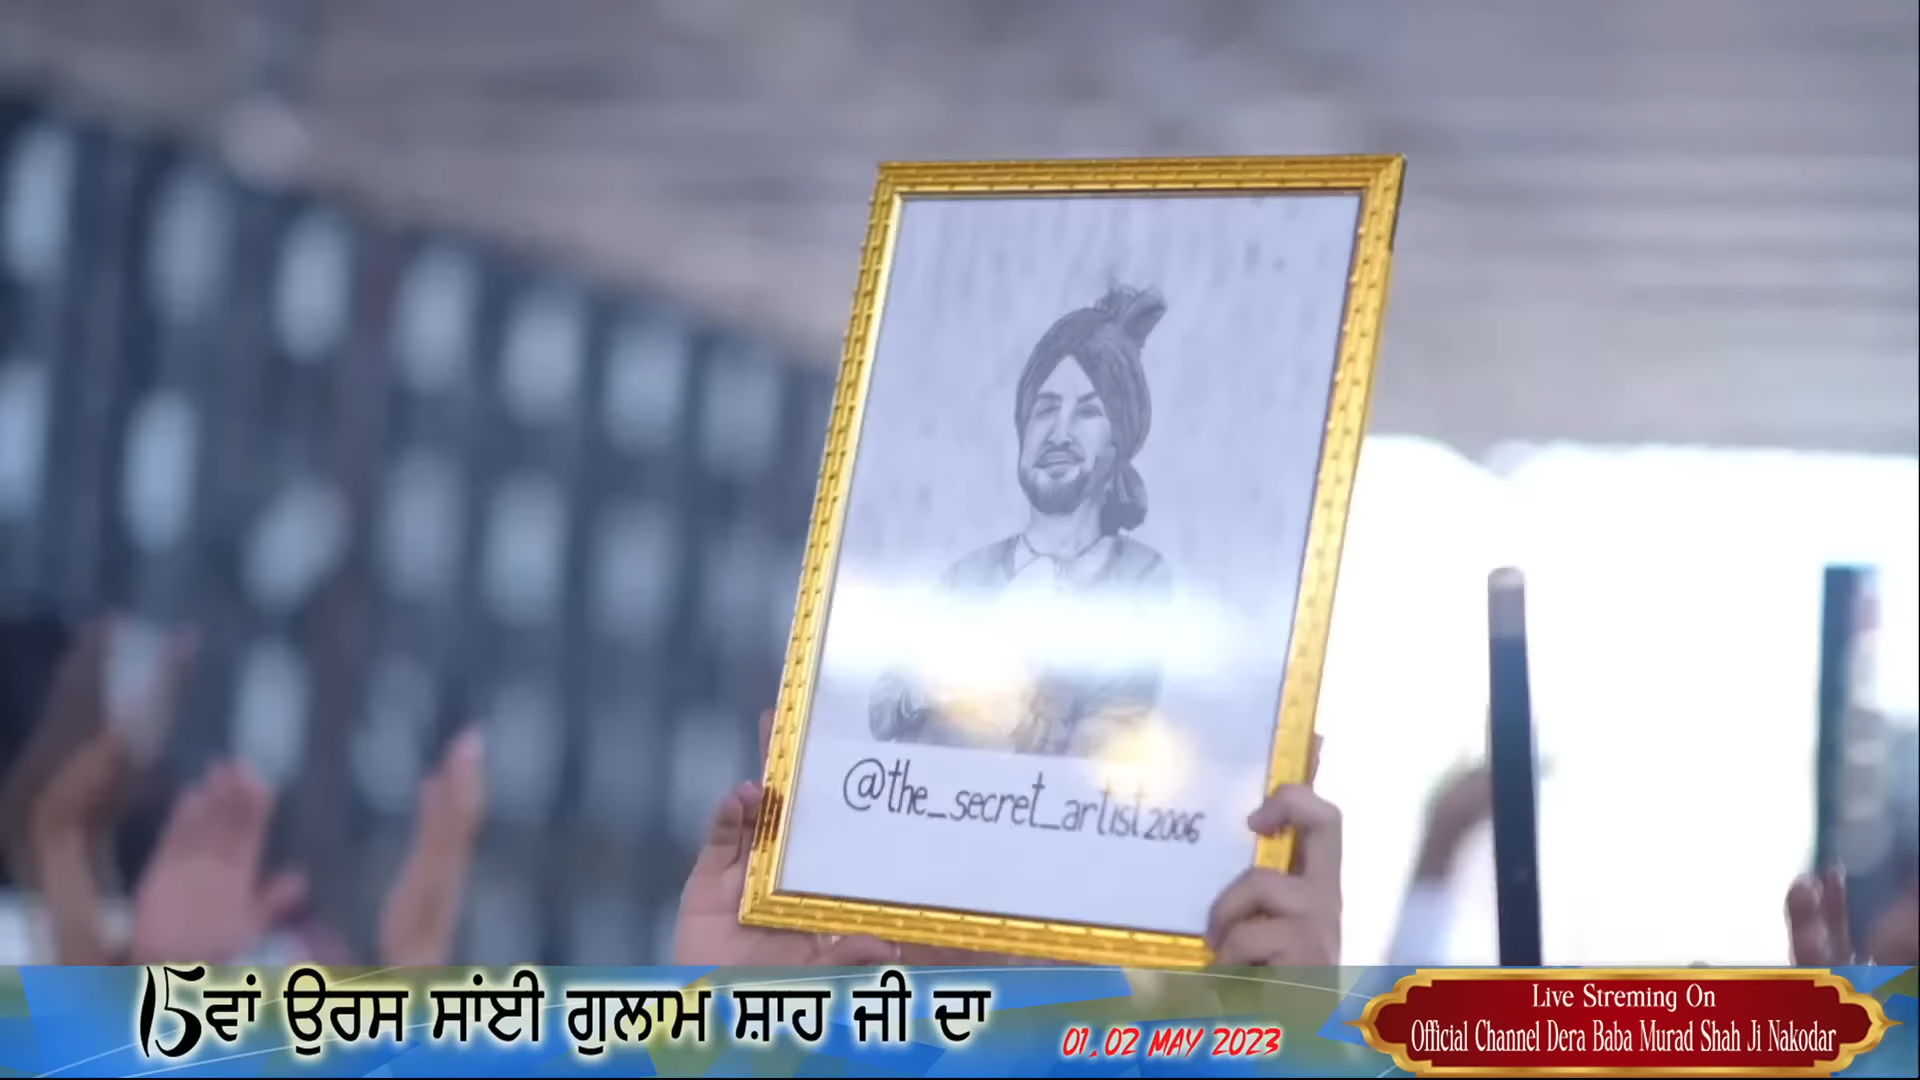 @the_secret_artist2006
15ਵਾਂ ਉਰਸ ਸਾਂਈ ਗੁਲਾਮ ਸ਼ਾਹ ਜੀ ਦਾ
01, 02 MAY 2023
Live Streming On
Official Channel Dera Baba Murad Shah Ji Nakodar